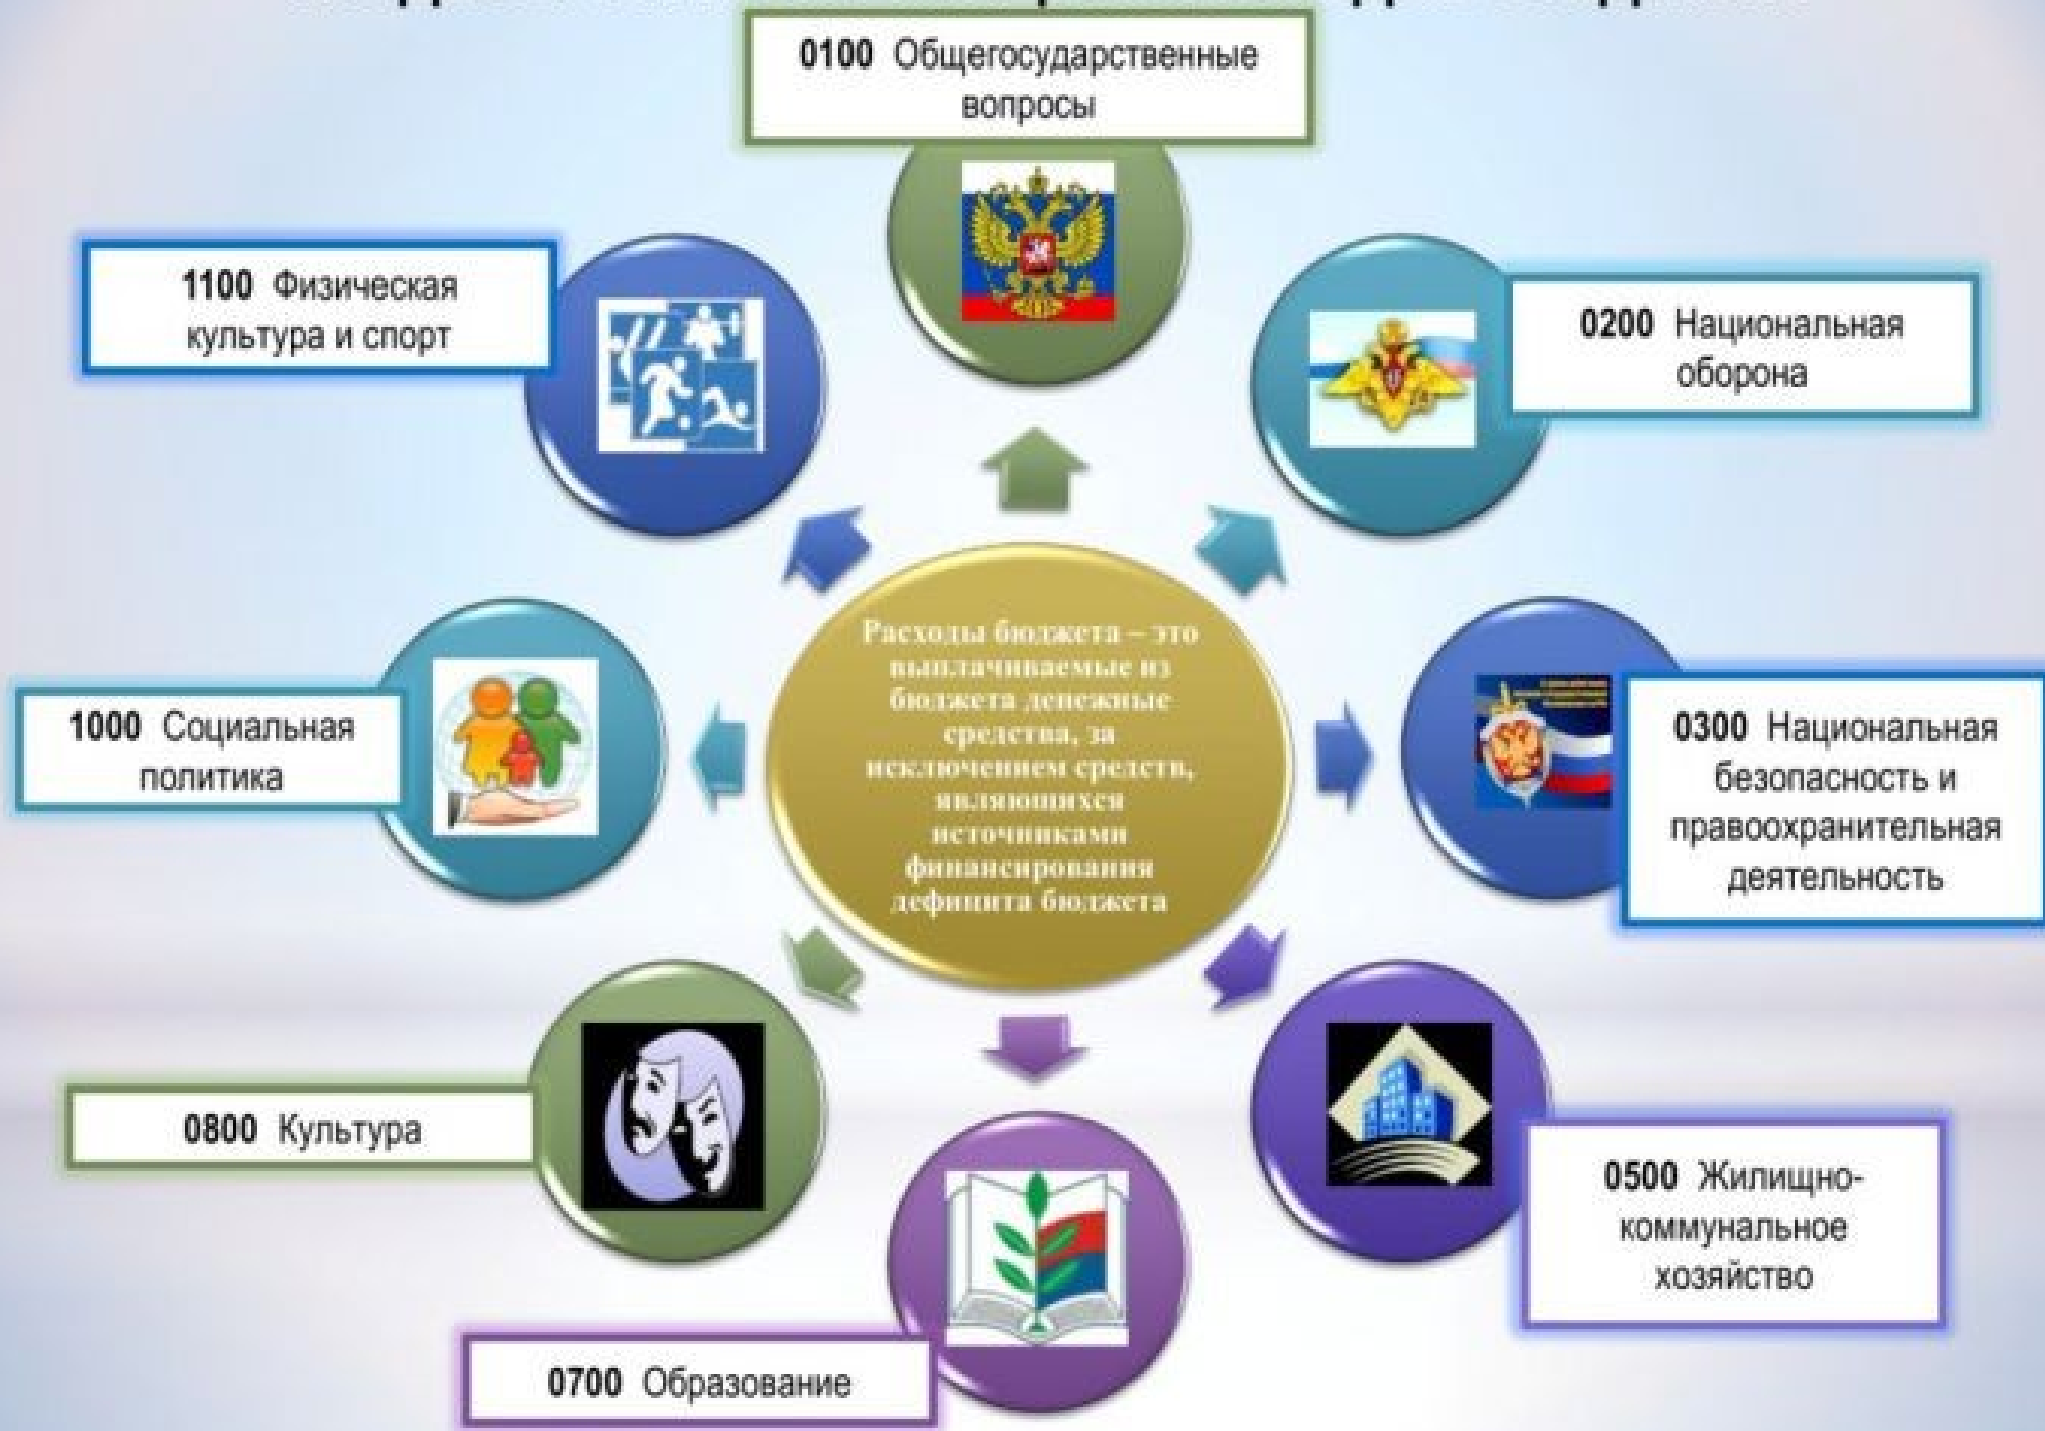 0100 Общегосударственные
вопросы
1100 Физическая
культура и спорт
0200 Национальная
оборона
Расходы бюджета – это
выплачиваемые из
бюджета денежные
средства, за
исключением средств,
являющихся
источниками
финансирования
дефицита бюджета
1000 Социальная
политика
0300 Национальная
безопасность и
правоохранительная
деятельность
0800 Культура
0500 Жилищно-
коммунальное
хозяйство
0700 Образование